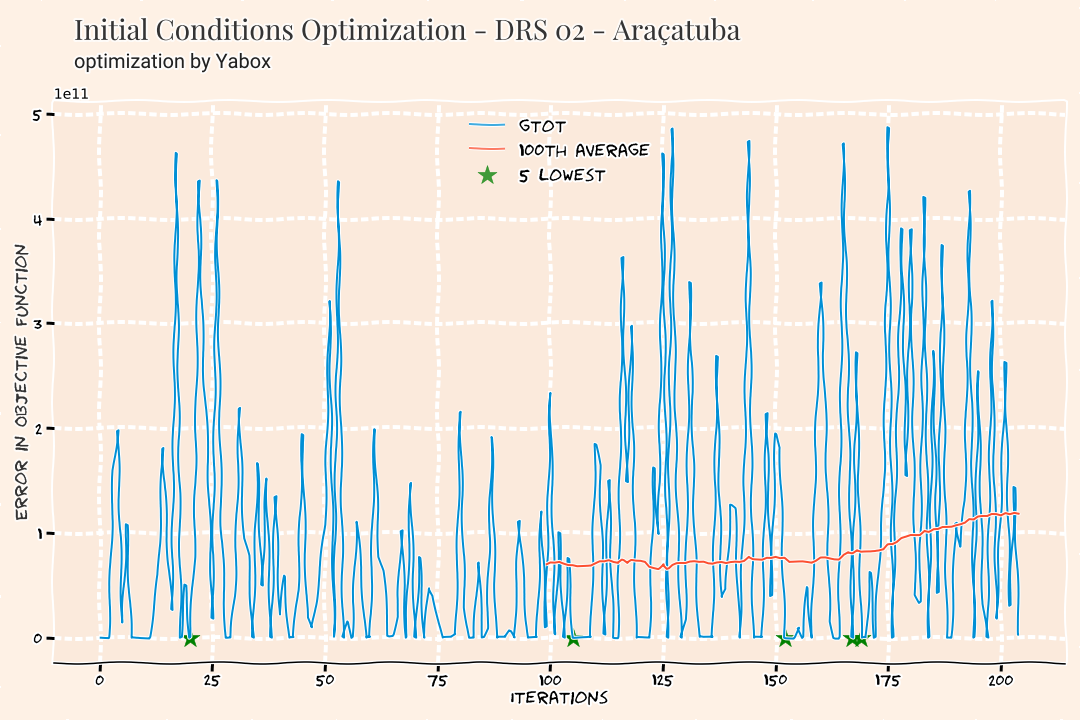 Initial Conditions Optimization - DRS 02 - Araçatuba
optimization by Yabox
1e11
GTOT
100TH AVERAGE
5 LOWEST
5
4
3
2
1
0
ERROR IN OBJECTIVE FUNCTION
0 25 50 75 100 125 150 175 200
ITERATIONS